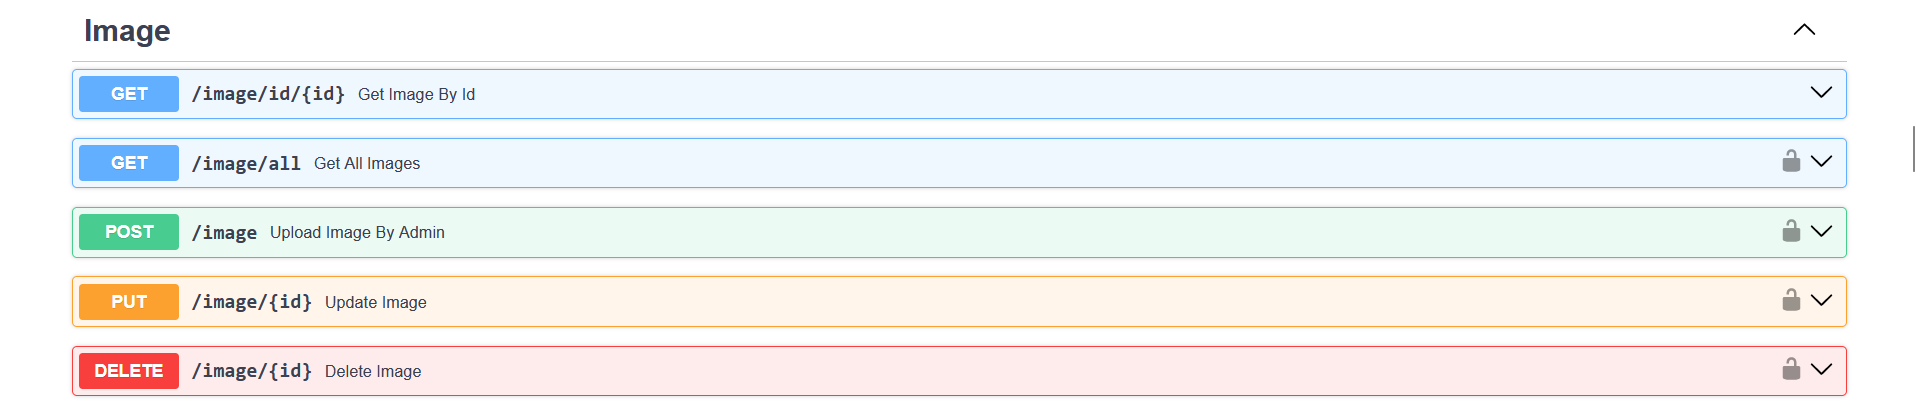 Image
GET /image/id/{id} Get Image By Id
GET /image/all Get All Images
POST /image Upload Image By Admin
PUT /image/{id} Update Image
DELETE /image/{id} Delete Image